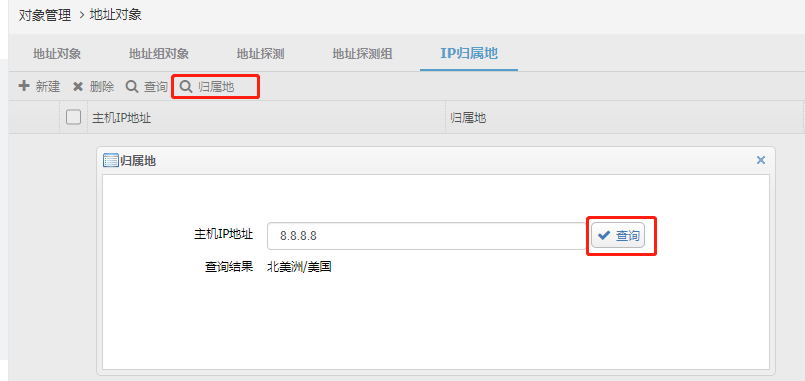 对象管理 > 地址对象
地址对象 地址组对象 地址探测 地址探测组 IP归属地
新建 删除 查询 归属地
主机IP地址 归属地
归属地
主机IP地址 8.8.8.8 查询
查询结果 北美洲/美国